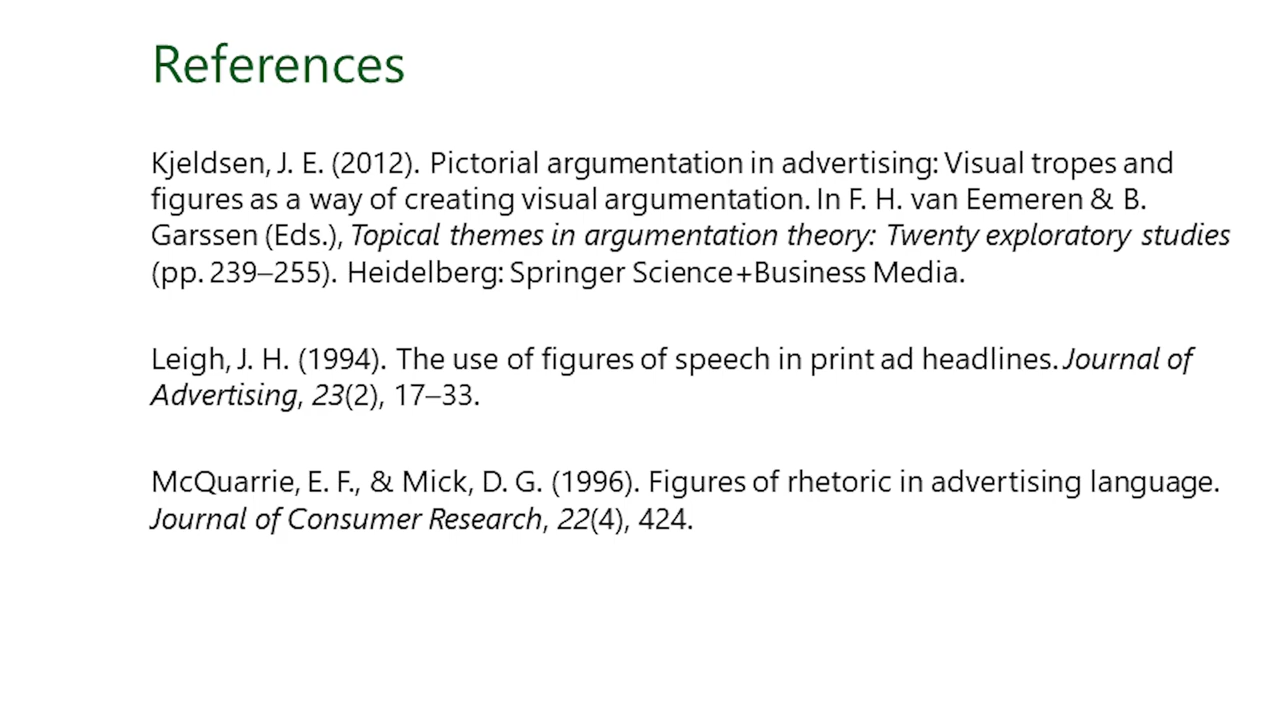 References
Kjeldsen, J. E. (2012). Pictorial argumentation in advertising: Visual tropes and
figures as a way of creating visual argumentation. In F. H. van Eemeren & B.
Garssen (Eds.), Topical themes in argumentation theory: Twenty exploratory studies
(pp. 239–255). Heidelberg: Springer Science+Business Media.
Leigh, J. H. (1994). The use of figures of speech in print ad headlines. Journal of
Advertising, 23(2), 17–33.
McQuarrie, E. F., & Mick, D. G. (1996). Figures of rhetoric in advertising language.
Journal of Consumer Research, 22(4), 424.